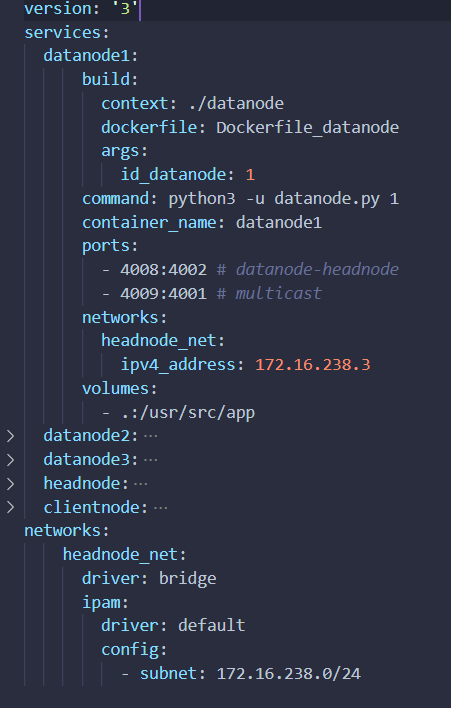 version: '3'
services:
  datanode1:
      build:
        context: ./datanode
        dockerfile: Dockerfile_datanode
        args:
          id_datanode: 1
      command: python3 -u datanode.py 1
      container_name: datanode1
      ports:
        - 4008:4002 # datanode-headnode
        - 4009:4001 # multicast
      networks:
        headnode_net:
          ipv4_address: 172.16.238.3
      volumes:
        - .:/usr/src/app
  datanode2: ...
  datanode3: ...
  headnode: ...
  clientnode: ...
networks:
    headnode_net:
      driver: bridge
      ipam:
        driver: default
        config:
          - subnet: 172.16.238.0/24